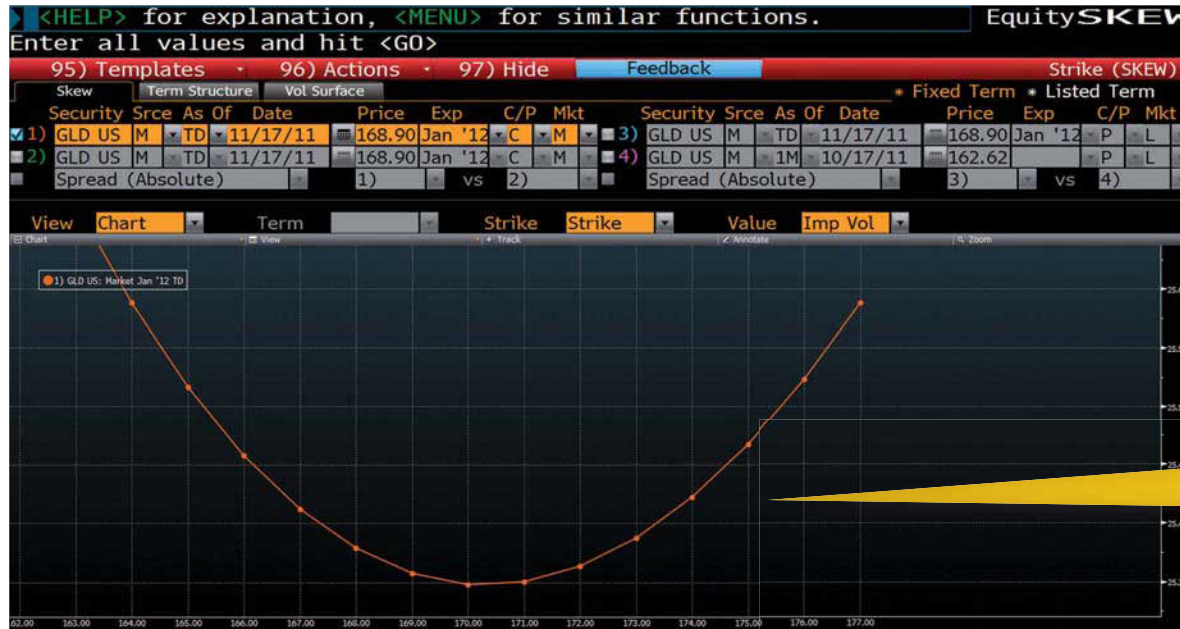 <HELP> for explanation, <MENU> for similar functions. EquitySKEW
Enter all values and hit <GO>
95) Templates 96) Actions 97) Hide Feedback Strike (SKEW)
Skew Term Structure Vol Surface * Fixed Term * Listed Term
Security Srce As Of Date Price Exp C/P Mkt Security Srce As Of Date Price Exp C/P Mkt
1) GLD US M TD 11/17/11 168.90 Jan '12 C M 3) GLD US M TD 11/17/11 168.90 Jan '12 P L
2) GLD US M TD 11/17/11 168.90 Jan '12 C M 4) GLD US M 1M 10/17/11 162.62 P L
Spread (Absolute) 1) vs 2) Spread (Absolute) 3) vs 4)
View Chart Term Strike Strike Value Imp Vol
Chart View + Track Annotate Zoom
1) GLD US: Market Jan '12 TD
62.00 163.00 164.00 165.00 166.00 167.00 168.00 169.00 170.00 171.00 172.00 173.00 174.00 175.00 176.00 177.00